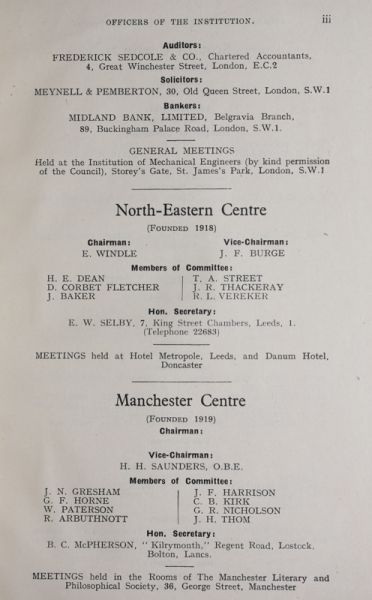 OFFICERS OF THE INSTITUTION. iii
Auditors:
FREDERICK SEDCOLE & CO., Chartered Accountants,
4, Great Winchester Street, London, E.C.2
Solicitors:
MEYNELL & PEMBERTON, 30, Old Queen Street, London, S.W.1
Bankers:
MIDLAND BANK, LIMITED, Belgravia Branch,
89, Buckingham Palace Road, London, S.W.1.
GENERAL MEETINGS
Held at the Institution of Mechanical Engineers (by kind permission
of the Council), Storey's Gate, St. James's Park, London, S.W.1
North-Eastern Centre
(FOUNDED 1918)
Chairman: Vice-Chairman:
E. WINDLE J. F. BURGE
Members of Committee:
H. E. DEAN T. A. STREET
D. CORBET FLETCHER J. R. THACKERAY
J. BAKER R. L. VEREKER
Hon. Secretary:
E. W. SELBY, 7, King Street Chambers, Leeds, 1.
(Telephone 22683)
MEETINGS held at Hotel Metropole, Leeds, and Danum Hotel,
Doncaster
Manchester Centre
(FOUNDED 1919)
Chairman:
Vice-Chairman:
H. H. SAUNDERS, O.B.E.
Members of Committee:
J. N. GRESHAM J. F. HARRISON
G. F. HORNE C. B. KIRK
W. PATERSON G. R. NICHOLSON
R. ARBUTHNOTT J. H. THOM
Hon. Secretary:
B. C. McPHERSON, "Kilrymonth," Regent Road, Lostock.
Bolton, Lancs.
MEETINGS held in the Rooms of The Manchester Literary and
Philosophical Society, 36, George Street, Manchester